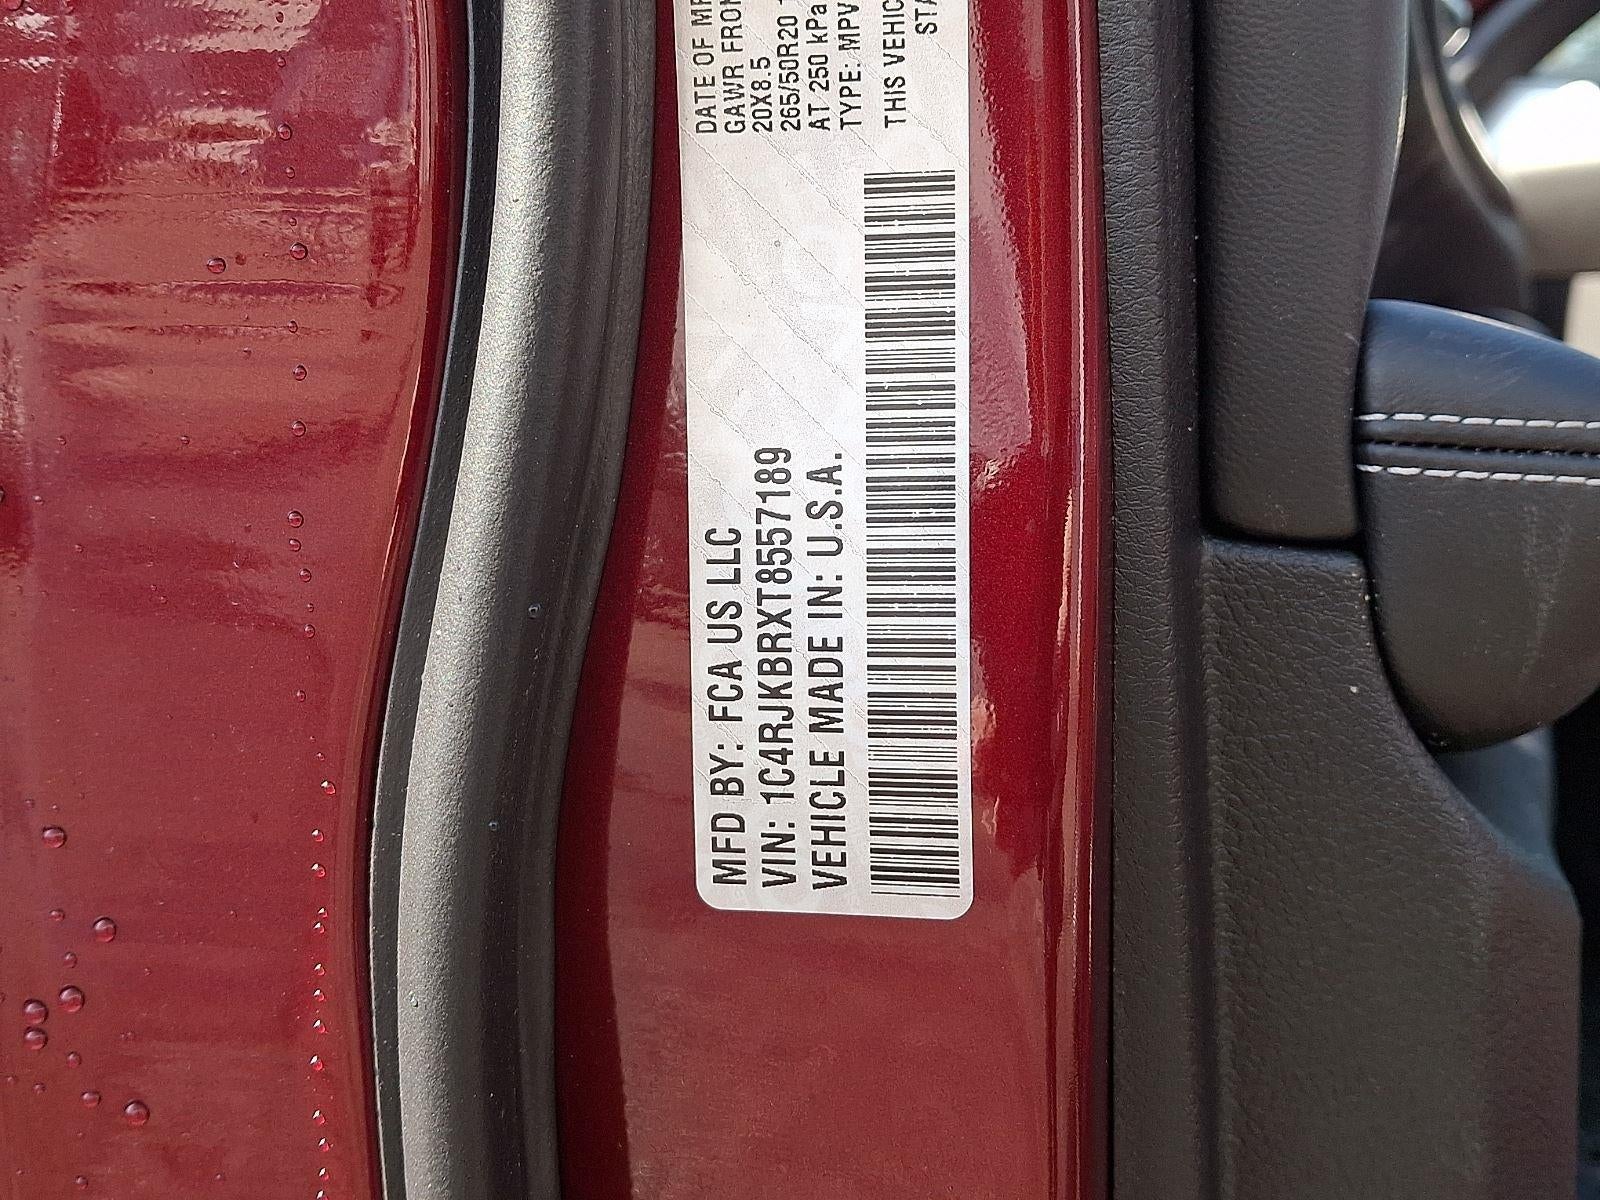 MFD BY: FCA US LLC
VIN: 1C4RJKBRXT8557189
VEHICLE MADE IN: U.S.A.
DATE OF
GAWR FRON
20X8.5
265/50R20
AT 250 kPa
TYPE: MPV
THIS VEHIC
STA